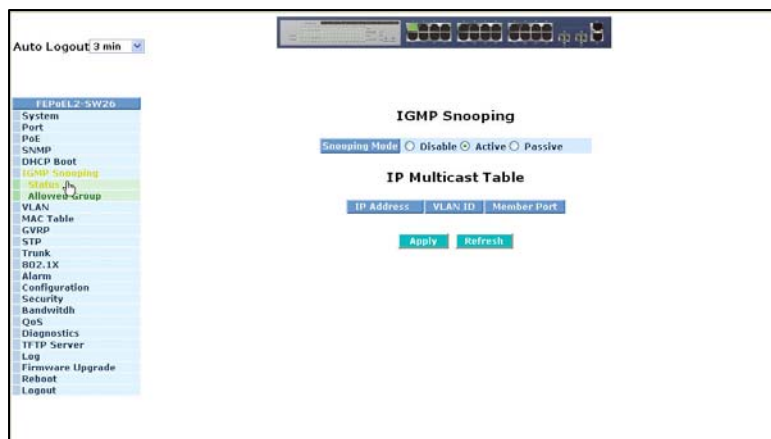 Auto Logout 3 min
FEPoEL2-SW26
System
Port
PoE
SNMP
DHCP Boot
IGMP Snooping
Status
Allowed Group
VLAN
MAC Table
GVRP
STP
Trunk
802.1X
Alarm
Configuration
Security
Bandwitdh
QoS
Diagnostics
TFTP Server
Log
Firmware Upgrade
Reboot
Logout
IGMP Snooping
Snooping Mode Disable Active Passive
IP Multicast Table
IP Address VLAN ID Member Port
Apply Refresh